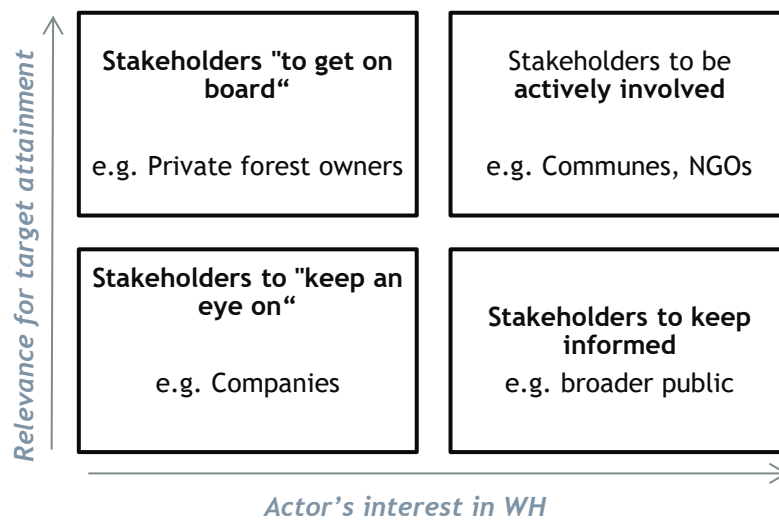 Relevance for target attainment
Stakeholders "to get on
board“
e.g. Private forest owners
Stakeholders to be
actively involved
e.g. Communes, NGOs
Stakeholders to "keep an
eye on“
e.g. Companies
Stakeholders to keep
informed
e.g. broader public
Actor’s interest in WH